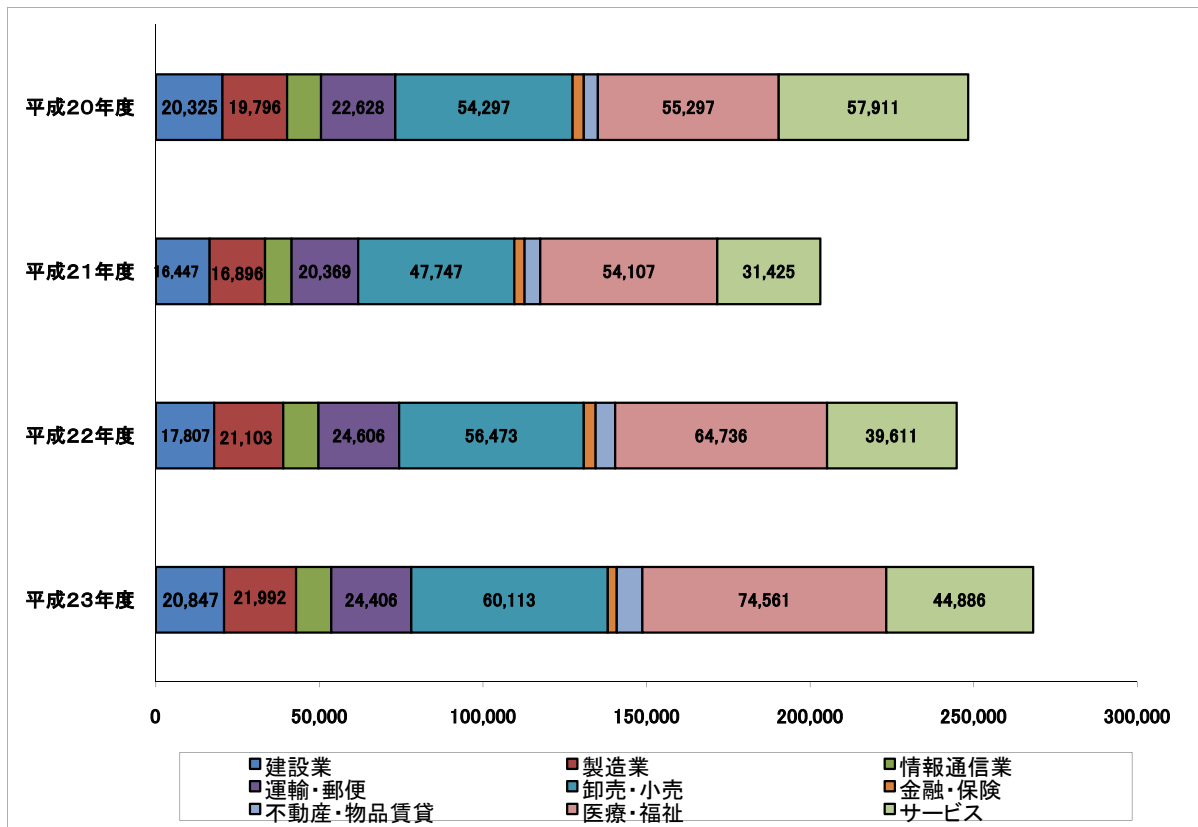 平成20年度
20,325 19,796 22,628 54,297 55,297 57,911
平成21年度
16,447 16,896 20,369 47,747 54,107 31,425
平成22年度
17,807 21,103 24,606 56,473 64,736 39,611
平成23年度
20,847 21,992 24,406 60,113 74,561 44,886
0 50,000 100,000 150,000 200,000 250,000 300,000
建設業 製造業 情報通信業
運輸・郵便 卸売・小売 金融・保険
不動産・物品賃貸 医療・福祉 サービス